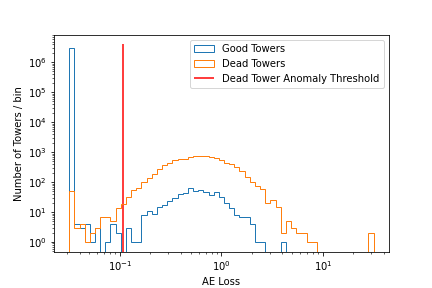 Good Towers
Dead Towers
Dead Tower Anomaly Threshold
Number of Towers / bin
10⁶
10⁵
10⁴
10³
10²
10¹
10⁰
10⁻¹
10⁰
10¹
AE Loss